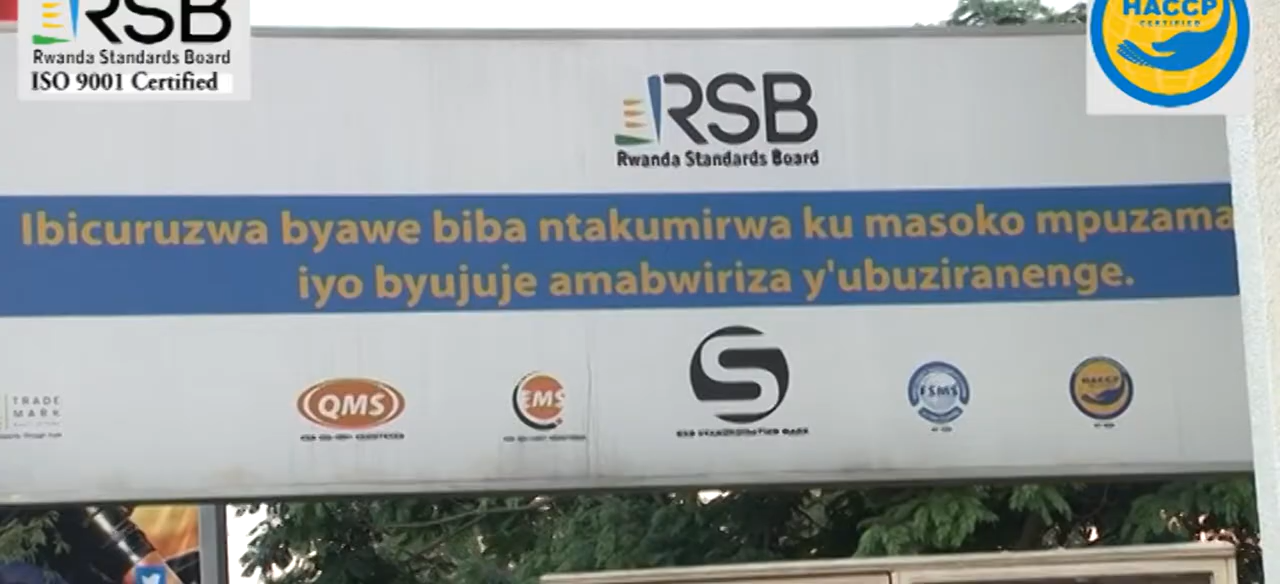 RSB
Rwanda Standards Board
ISO 9001 Certified
HACCP
CERTIFIED
RSB
Rwanda Standards Board
Ibicuruzwa byawe biba ntakumirwa ku masoko mpuzama
iyo byujuje amabwiriza y'ubuziranenge.
TRADE
MARK
QMS
EMS
S
FSMS
HACCP